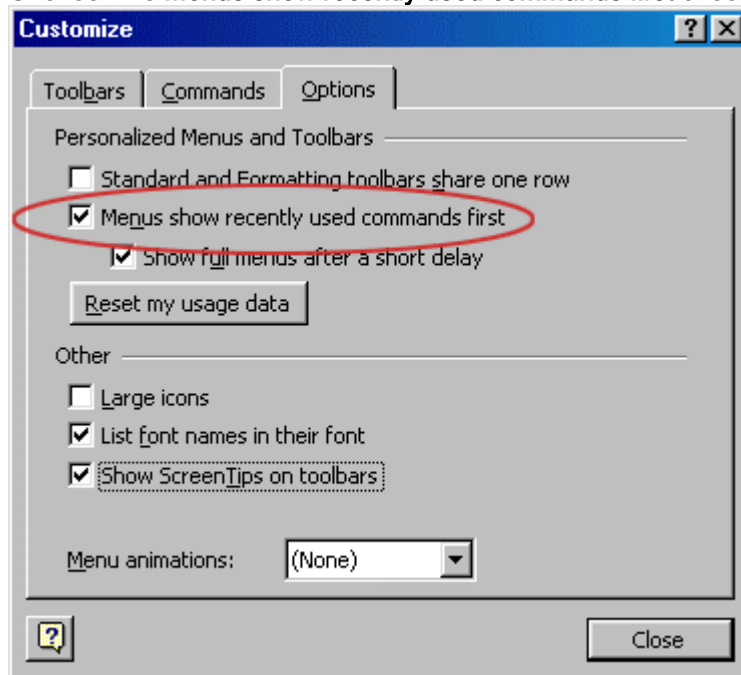 Customize
Toolbars Commands Options
Personalized Menus and Toolbars
Standard and Formatting toolbars share one row
Menus show recently used commands first
Show full menus after a short delay
Reset my usage data
Other
Large icons
List font names in their font
Show ScreenTips on toolbars
Menu animations: (None)
Close